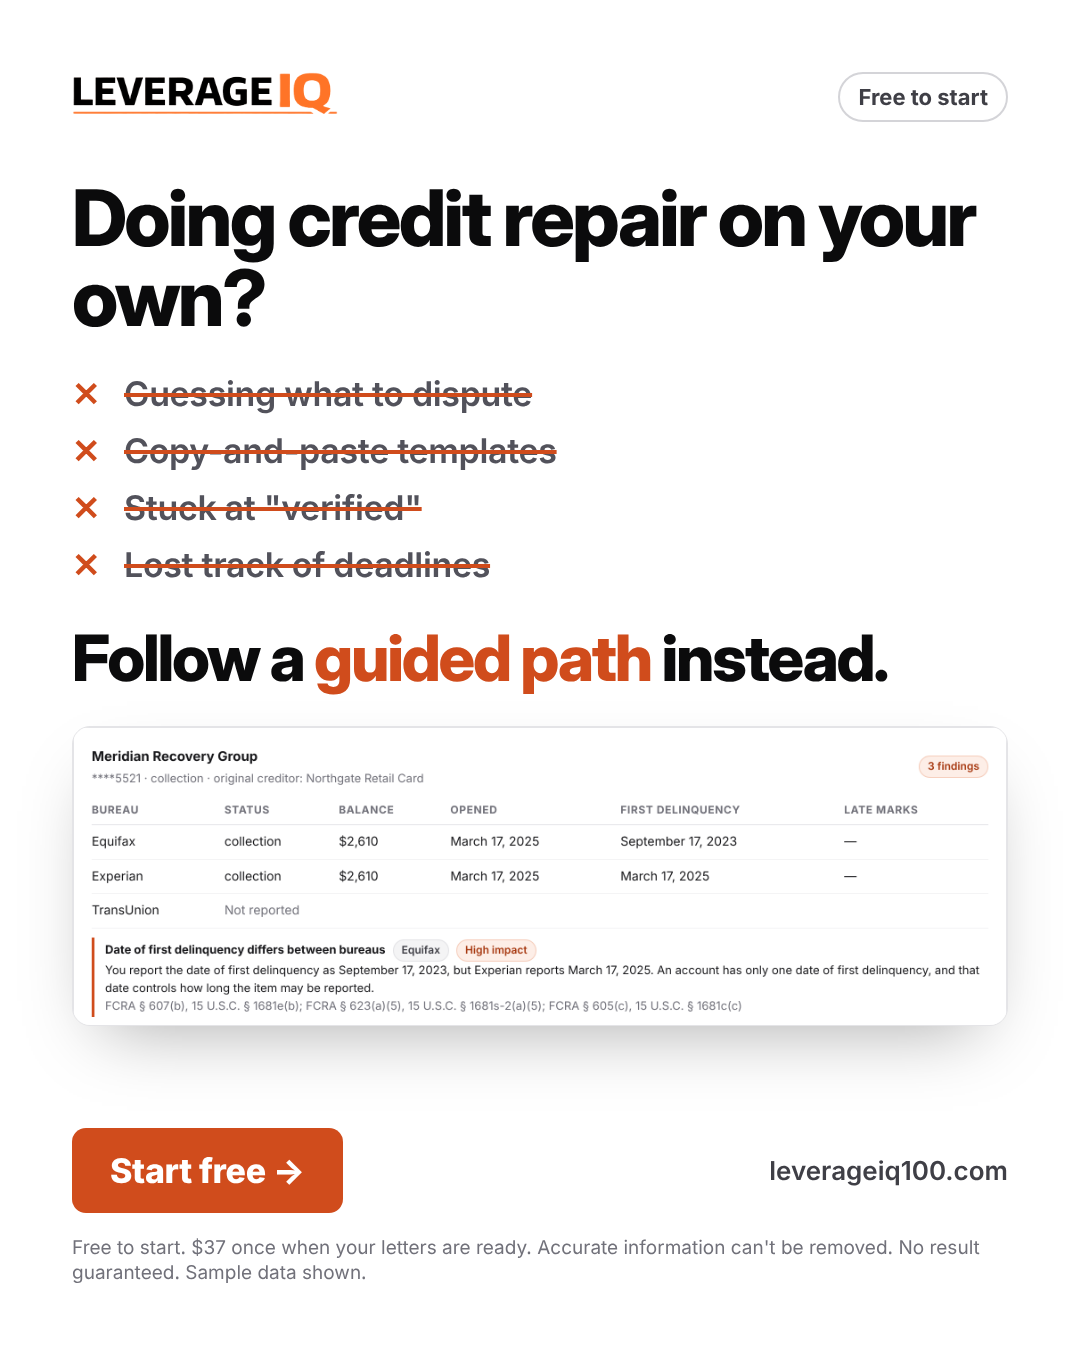 LEVERAGE IQ
Free to start
Doing credit repair on your
own?
✕ Guessing what to dispute
✕ Copy-and-paste templates
✕ Stuck at "verified"
✕ Lost track of deadlines
Follow a guided path instead.
Meridian Recovery Group
****5521 · collection · original creditor: Northgate Retail Card
3 findings
BUREAU STATUS BALANCE OPENED FIRST DELINQUENCY LATE MARKS
Equifax collection $2,610 March 17, 2025 September 17, 2023 —
Experian collection $2,610 March 17, 2025 March 17, 2025 —
TransUnion Not reported
Date of first delinquency differs between bureaus Equifax High impact
You report the date of first delinquency as September 17, 2023, but Experian reports March 17, 2025. An account has only one date of first delinquency, and that
date controls how long the item may be reported.
FCRA § 607(b), 15 U.S.C. § 1681e(b); FCRA § 623(a)(5), 15 U.S.C. § 1681s-2(a)(5); FCRA § 605(c), 15 U.S.C. § 1681c(c)
Start free →
leverageiq100.com
Free to start. $37 once when your letters are ready. Accurate information can't be removed. No result
guaranteed. Sample data shown.